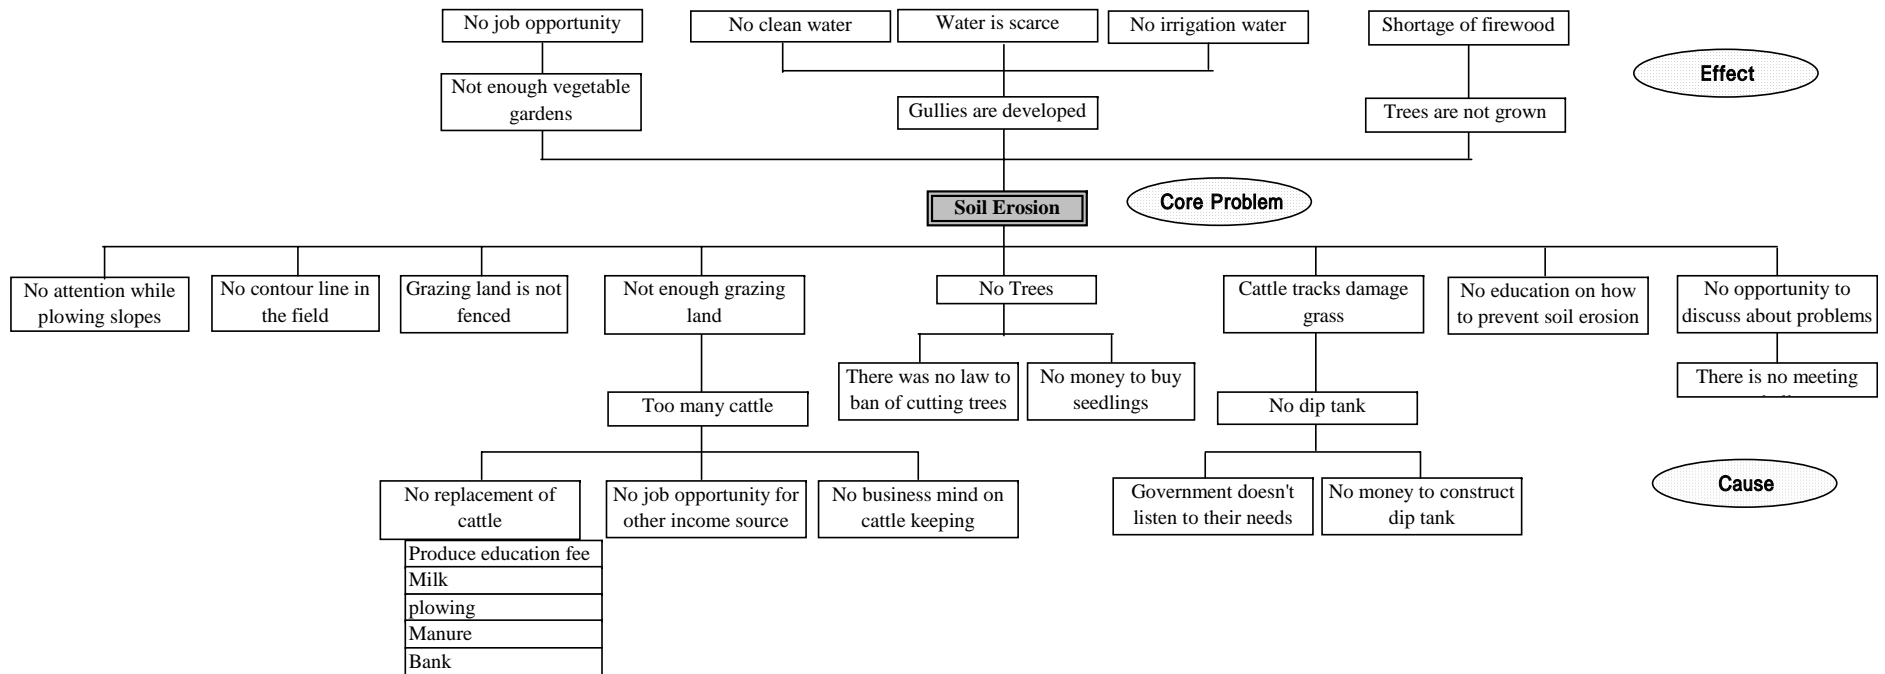 No job opportunity
No clean water
Water is scarce
No irrigation water
Shortage of firewood
Effect
Not enough vegetable
gardens
Gullies are developed
Trees are not grown
Soil Erosion
Core Problem
No attention while
plowing slopes
No contour line in
the field
Grazing land is not
fenced
Not enough grazing
land
No Trees
Cattle tracks damage
grass
No education on how
to prevent soil erosion
No opportunity to
discuss about problems
Too many cattle
There was no law to
ban of cutting trees
No money to buy
seedlings
No dip tank
There is no meeting
No replacement of
cattle
No job opportunity for
other income source
No business mind on
cattle keeping
Government doesn't
listen to their needs
No money to construct
dip tank
Cause
Produce education fee
Milk
plowing
Manure
Bank